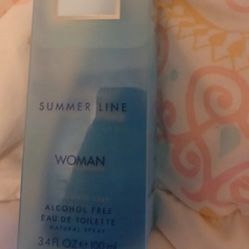 SUMMER LINE
WOMAN
ALCOHOL FREE
EAU DE TOILETTE
NATURAL SPRAY
3.4 FL OZ 100 ml